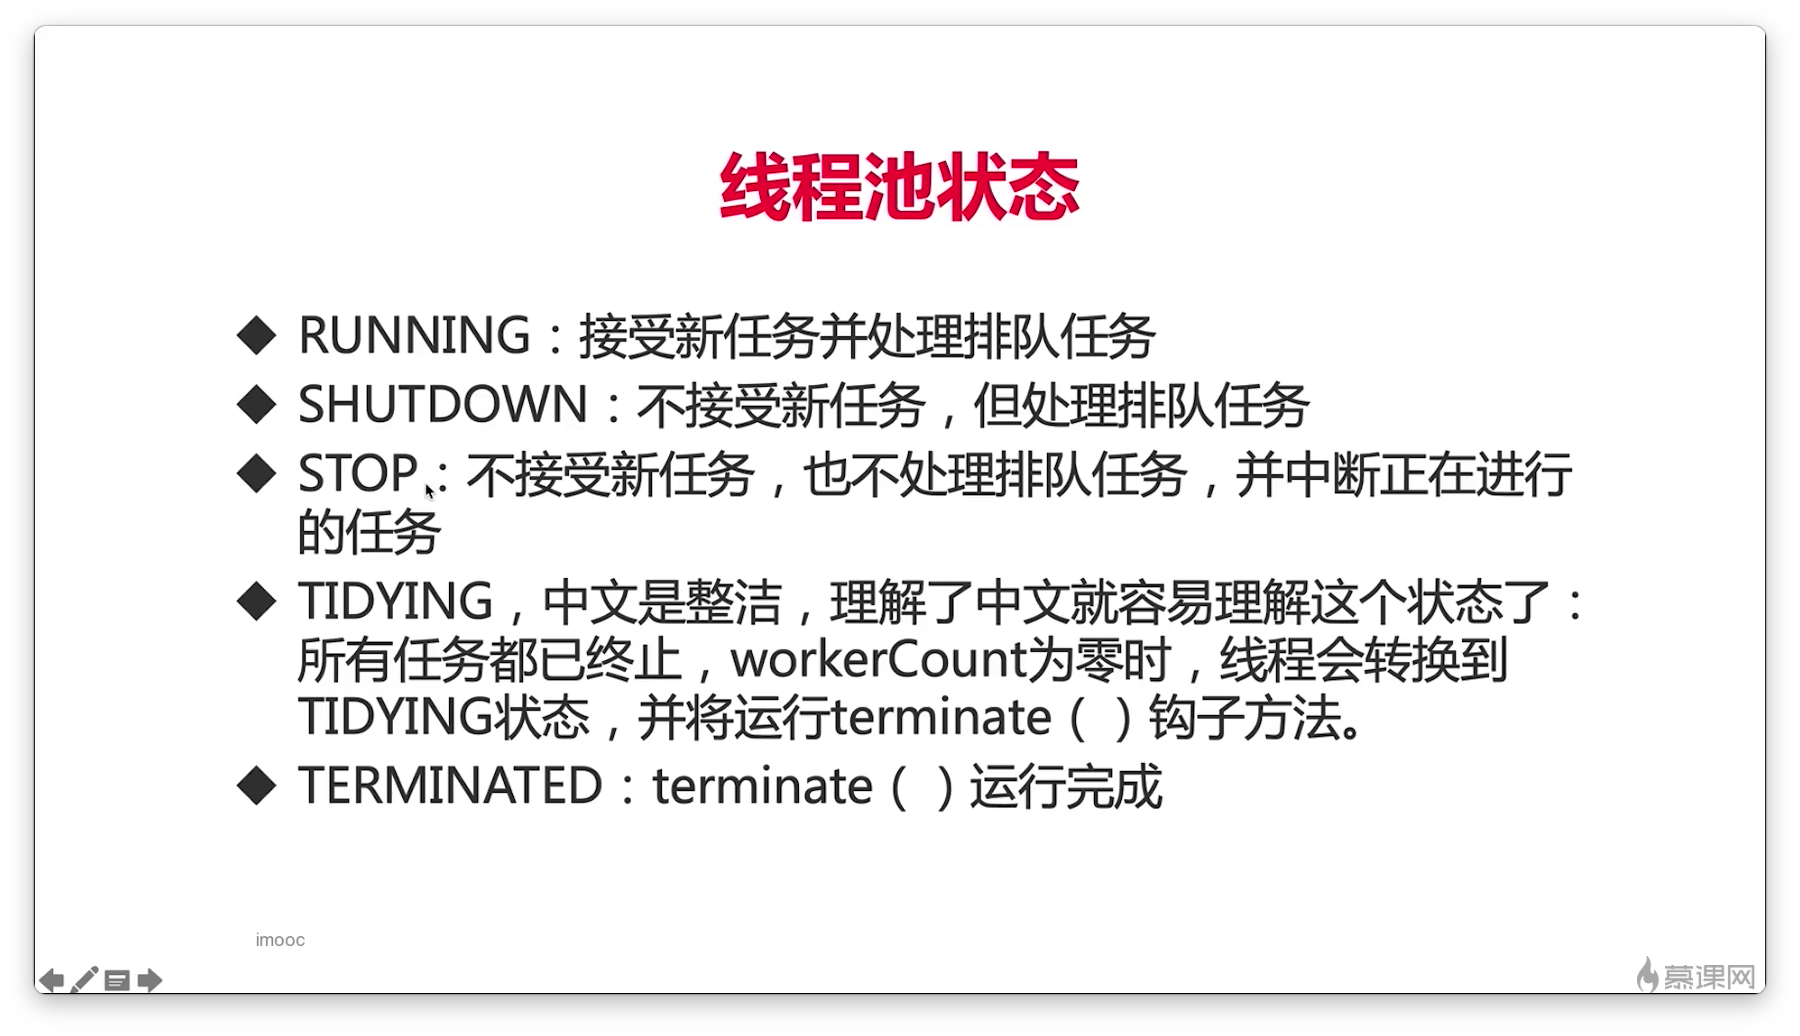 线程池状态
RUNNING：接受新任务并处理排队任务
SHUTDOWN：不接受新任务，但处理排队任务
STOP：不接受新任务，也不处理排队任务，并中断正在进行
的任务
TIDYING，中文是整洁，理解了中文就容易理解这个状态了：
所有任务都已终止，workerCount为零时，线程会转换到
TIDYING状态，并将运行terminate（ ）钩子方法。
TERMINATED：terminate（ ）运行完成
imooc
慕课网